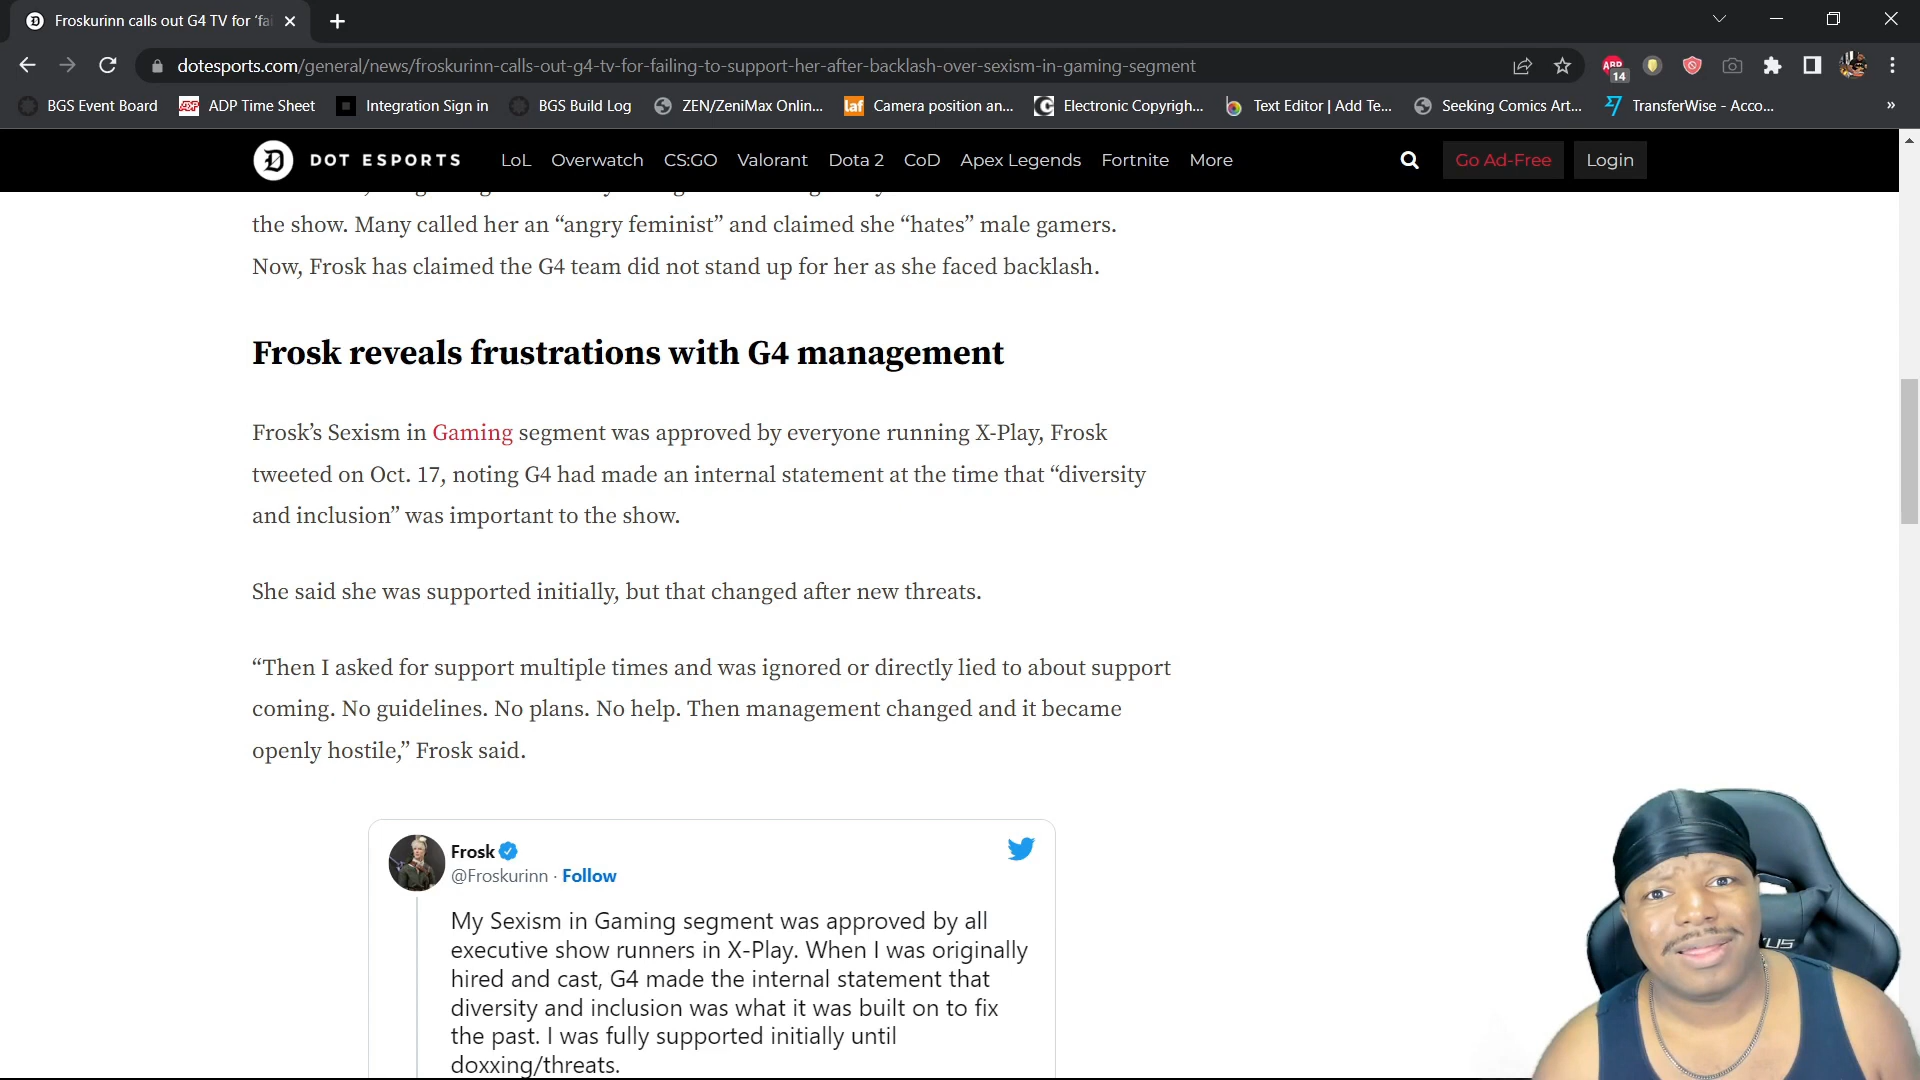 Froskurinn calls out G4 TV for ‘fai
dotesports.com/general/news/froskurinn-calls-out-g4-tv-for-failing-to-support-her-after-backlash-over-sexism-in-gaming-segment
ABP
14
BGS Event Board
ADP
ADP Time Sheet
Integration Sign in
BGS Build Log
ZEN/ZeniMax Onlin...
laf
Camera position an...
Electronic Copyrigh...
Text Editor | Add Te...
Seeking Comics Art...
TransferWise - Acco...
»
DOT ESPORTS
LoL
Overwatch
CS:GO
Valorant
Dota 2
CoD
Apex Legends
Fortnite
More
Go Ad-Free
Login
the show. Many called her an “angry feminist” and claimed she “hates” male gamers.
Now, Frosk has claimed the G4 team did not stand up for her as she faced backlash.
Frosk reveals frustrations with G4 management
Frosk’s Sexism in Gaming segment was approved by everyone running X-Play, Frosk
tweeted on Oct. 17, noting G4 had made an internal statement at the time that “diversity
and inclusion” was important to the show.
She said she was supported initially, but that changed after new threats.
“Then I asked for support multiple times and was ignored or directly lied to about support
coming. No guidelines. No plans. No help. Then management changed and it became
openly hostile,” Frosk said.
Frosk
@Froskurinn · Follow
My Sexism in Gaming segment was approved by all
executive show runners in X-Play. When I was originally
hired and cast, G4 made the internal statement that
diversity and inclusion was what it was built on to fix
the past. I was fully supported initially until
doxxing/threats.